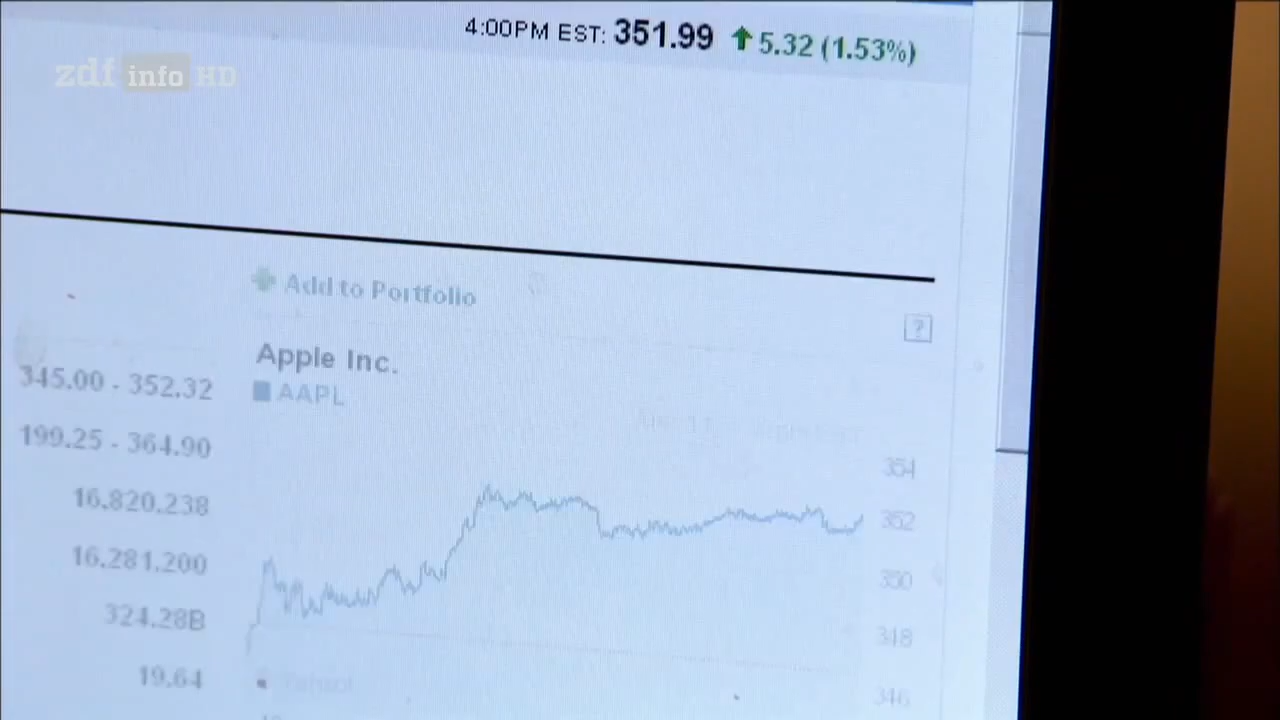 4:00PM EST: 351.99 5.32 (1.53%)
zdf info HD
Add to Portfolio
?
Apple Inc.
AAPL
345.00 - 352.32
199.25 - 364.90
16,820,238
16,281,200
324.28B
19.64
354
352
350
348
346